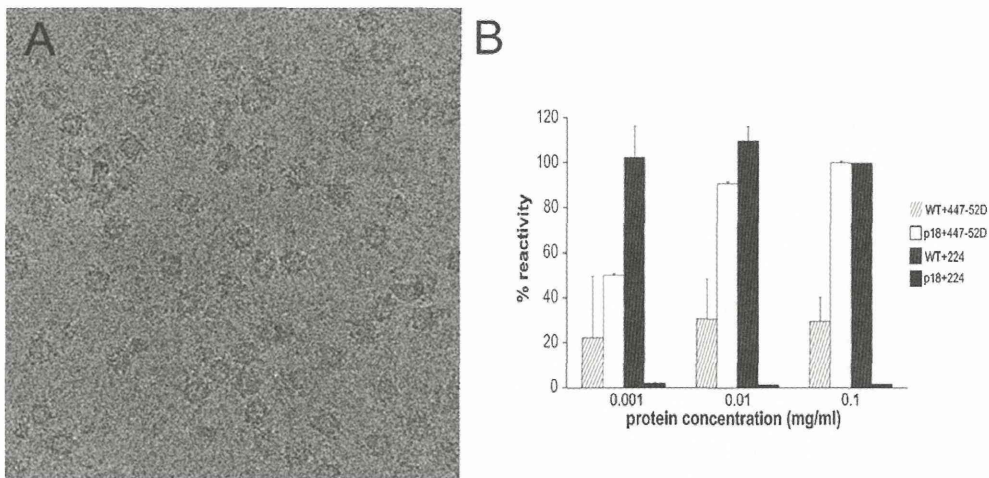 A
B
120
100
80
60
40
20
0
% reactivity
0.001
0.01
0.1
protein concentration (mg/ml)
WT+447-52D
p18+447-52D
WT+224
p18+224